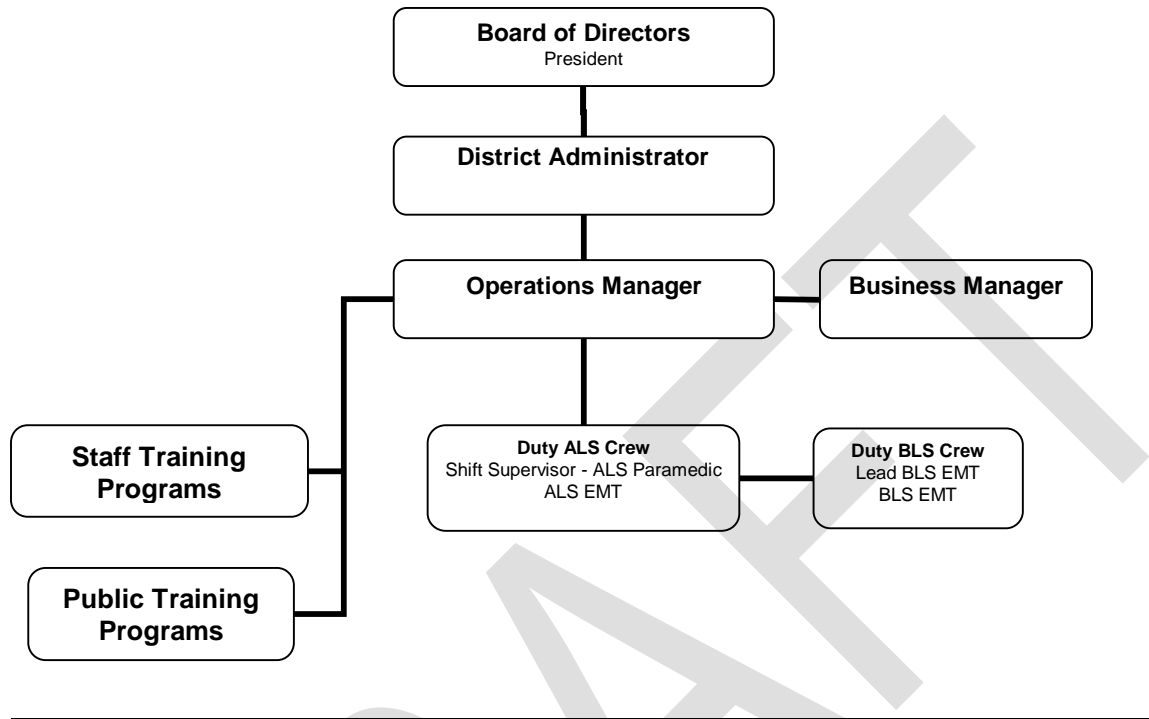 Board of Directors
President
District Administrator
Operations Manager
Business Manager
Staff Training
Programs
Duty ALS Crew
Shift Supervisor - ALS Paramedic
ALS EMT
Duty BLS Crew
Lead BLS EMT
BLS EMT
Public Training
Programs
DRAFT